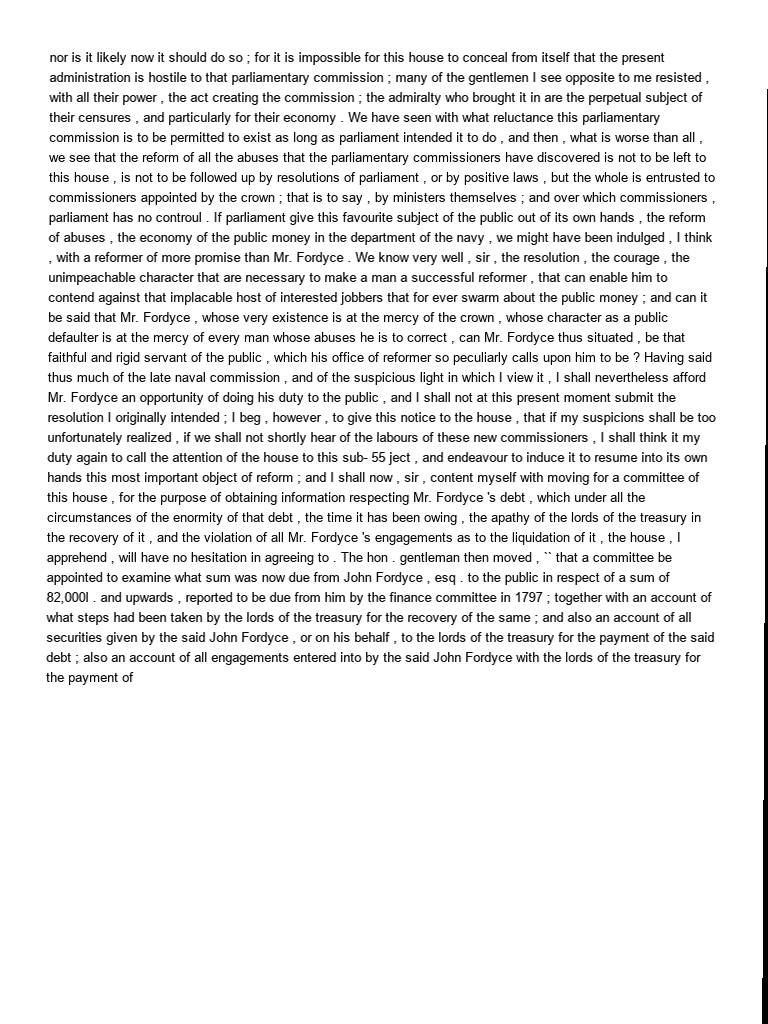 nor is it likely now it should do so ; for it is impossible for this house to conceal from itself that the present
administration is hostile to that parliamentary commission ; many of the gentlemen I see opposite to me resisted ,
with all their power , the act creating the commission ; the admiralty who brought it in are the perpetual subject of
their censures , and particularly for their economy . We have seen with what reluctance this parliamentary
commission is to be permitted to exist as long as parliament intended it to do , and then , what is worse than all ,
we see that the reform of all the abuses that the parliamentary commissioners have discovered is not to be left to
this house , is not to be followed up by resolutions of parliament , or by positive laws , but the whole is entrusted to
commissioners appointed by the crown ; that is to say , by ministers themselves ; and over which commissioners ,
parliament has no controul . If parliament give this favourite subject of the public out of its own hands , the reform
of abuses , the economy of the public money in the department of the navy , we might have been indulged , I think
, with a reformer of more promise than Mr. Fordyce . We know very well , sir , the resolution , the courage , the
unimpeachable character that are necessary to make a man a successful reformer , that can enable him to
contend against that implacable host of interested jobbers that for ever swarm about the public money ; and can it
be said that Mr. Fordyce , whose very existence is at the mercy of the crown , whose character as a public
defaulter is at the mercy of every man whose abuses he is to correct , can Mr. Fordyce thus situated , be that
faithful and rigid servant of the public , which his office of reformer so peculiarly calls upon him to be ? Having said
thus much of the late naval commission , and of the suspicious light in which I view it , I shall nevertheless afford
Mr. Fordyce an opportunity of doing his duty to the public , and I shall not at this present moment submit the
resolution I originally intended ; I beg , however , to give this notice to the house , that if my suspicions shall be too
unfortunately realized , if we shall not shortly hear of the labours of these new commissioners , I shall think it my
duty again to call the attention of the house to this sub- 55 ject , and endeavour to induce it to resume into its own
hands this most important object of reform ; and I shall now , sir , content myself with moving for a committee of
this house , for the purpose of obtaining information respecting Mr. Fordyce 's debt , which under all the
circumstances of the enormity of that debt , the time it has been owing , the apathy of the lords of the treasury in
the recovery of it , and the violation of all Mr. Fordyce 's engagements as to the liquidation of it , the house , I
apprehend , will have no hesitation in agreeing to . The hon . gentleman then moved , `` that a committee be
appointed to examine what sum was now due from John Fordyce , esq . to the public in respect of a sum of
82,000l . and upwards , reported to be due from him by the finance committee in 1797 ; together with an account of
what steps had been taken by the lords of the treasury for the recovery of the same ; and also an account of all
securities given by the said John Fordyce , or on his behalf , to the lords of the treasury for the payment of the said
debt ; also an account of all engagements entered into by the said John Fordyce with the lords of the treasury for
the payment of